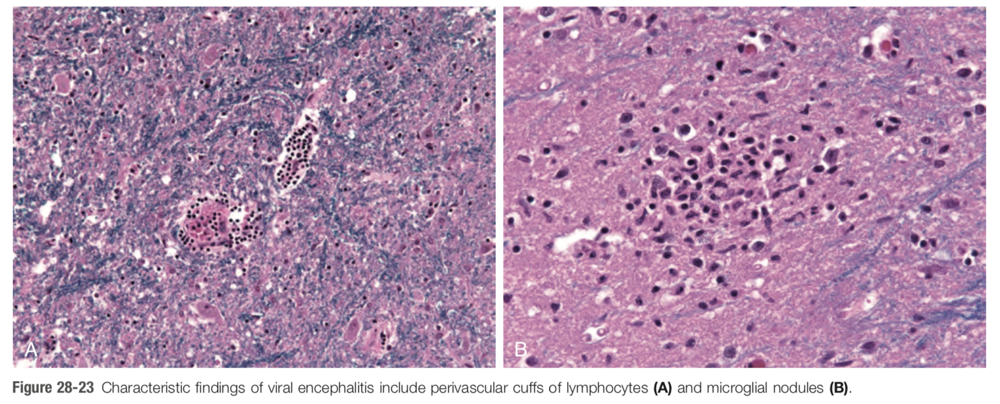 A
B
Figure 28-23 Characteristic findings of viral encephalitis include perivascular cuffs of lymphocytes (A) and microglial nodules (B).